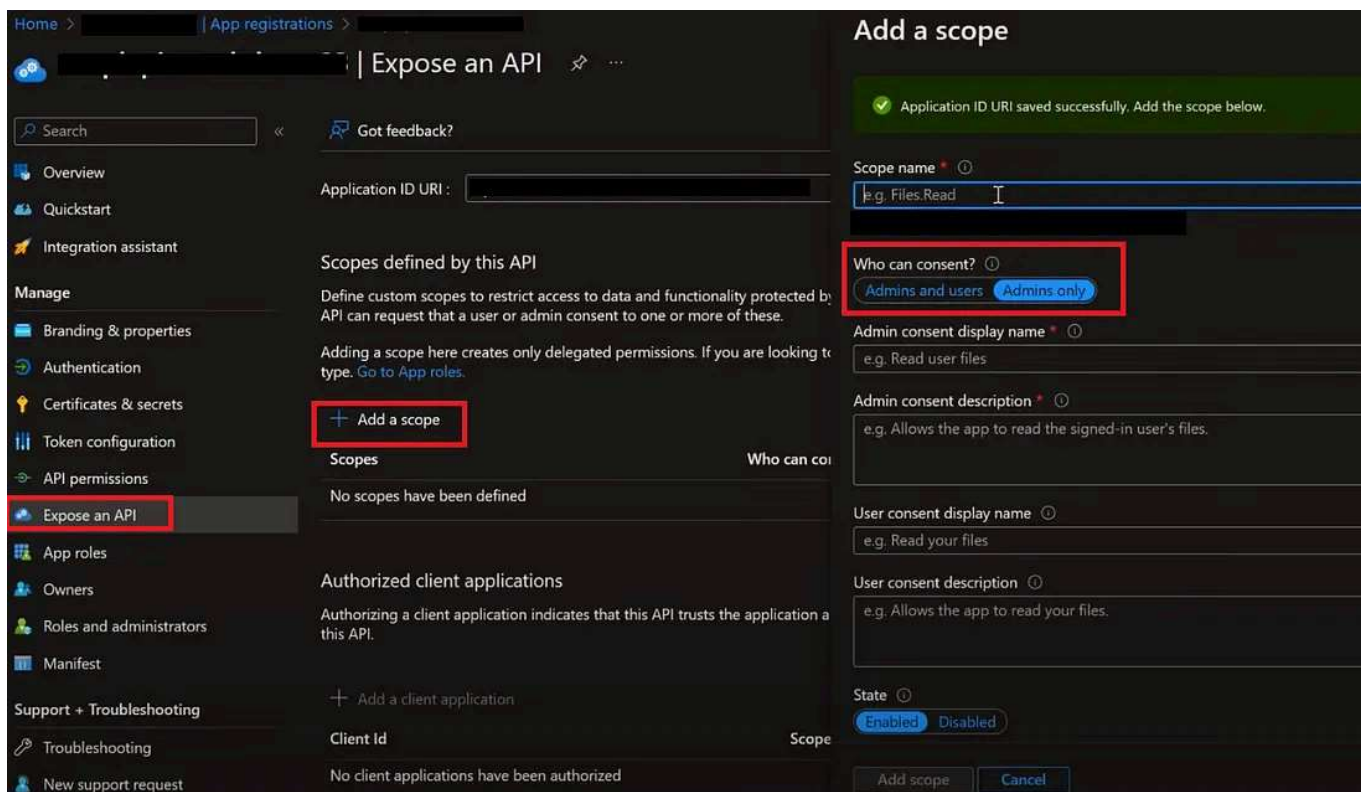 Home > | App registrations >
| Expose an API
Search
Overview
Quickstart
Integration assistant
Manage
Branding & properties
Authentication
Certificates & secrets
Token configuration
API permissions
Expose an API
App roles
Owners
Roles and administrators
Manifest
Support + Troubleshooting
Troubleshooting
New support request
Got feedback?
Application ID URI :
Scopes defined by this API
Define custom scopes to restrict access to data and functionality protected by
API can request that a user or admin consent to one or more of these.
Adding a scope here creates only delegated permissions. If you are looking to
type. Go to App roles.
+ Add a scope
Scopes Who can con
No scopes have been defined
Authorized client applications
Authorizing a client application indicates that this API trusts the application a
this API.
+ Add a client application
Client Id Scope
No client applications have been authorized
Add a scope
Application ID URI saved successfully. Add the scope below.
Scope name *
e.g. Files.Read
Who can consent?
Admins and users Admins only
Admin consent display name *
e.g. Read user files
Admin consent description *
e.g. Allows the app to read the signed-in user's files.
User consent display name
e.g. Read your files
User consent description
e.g. Allows the app to read your files.
State
Enabled Disabled
Add scope Cancel